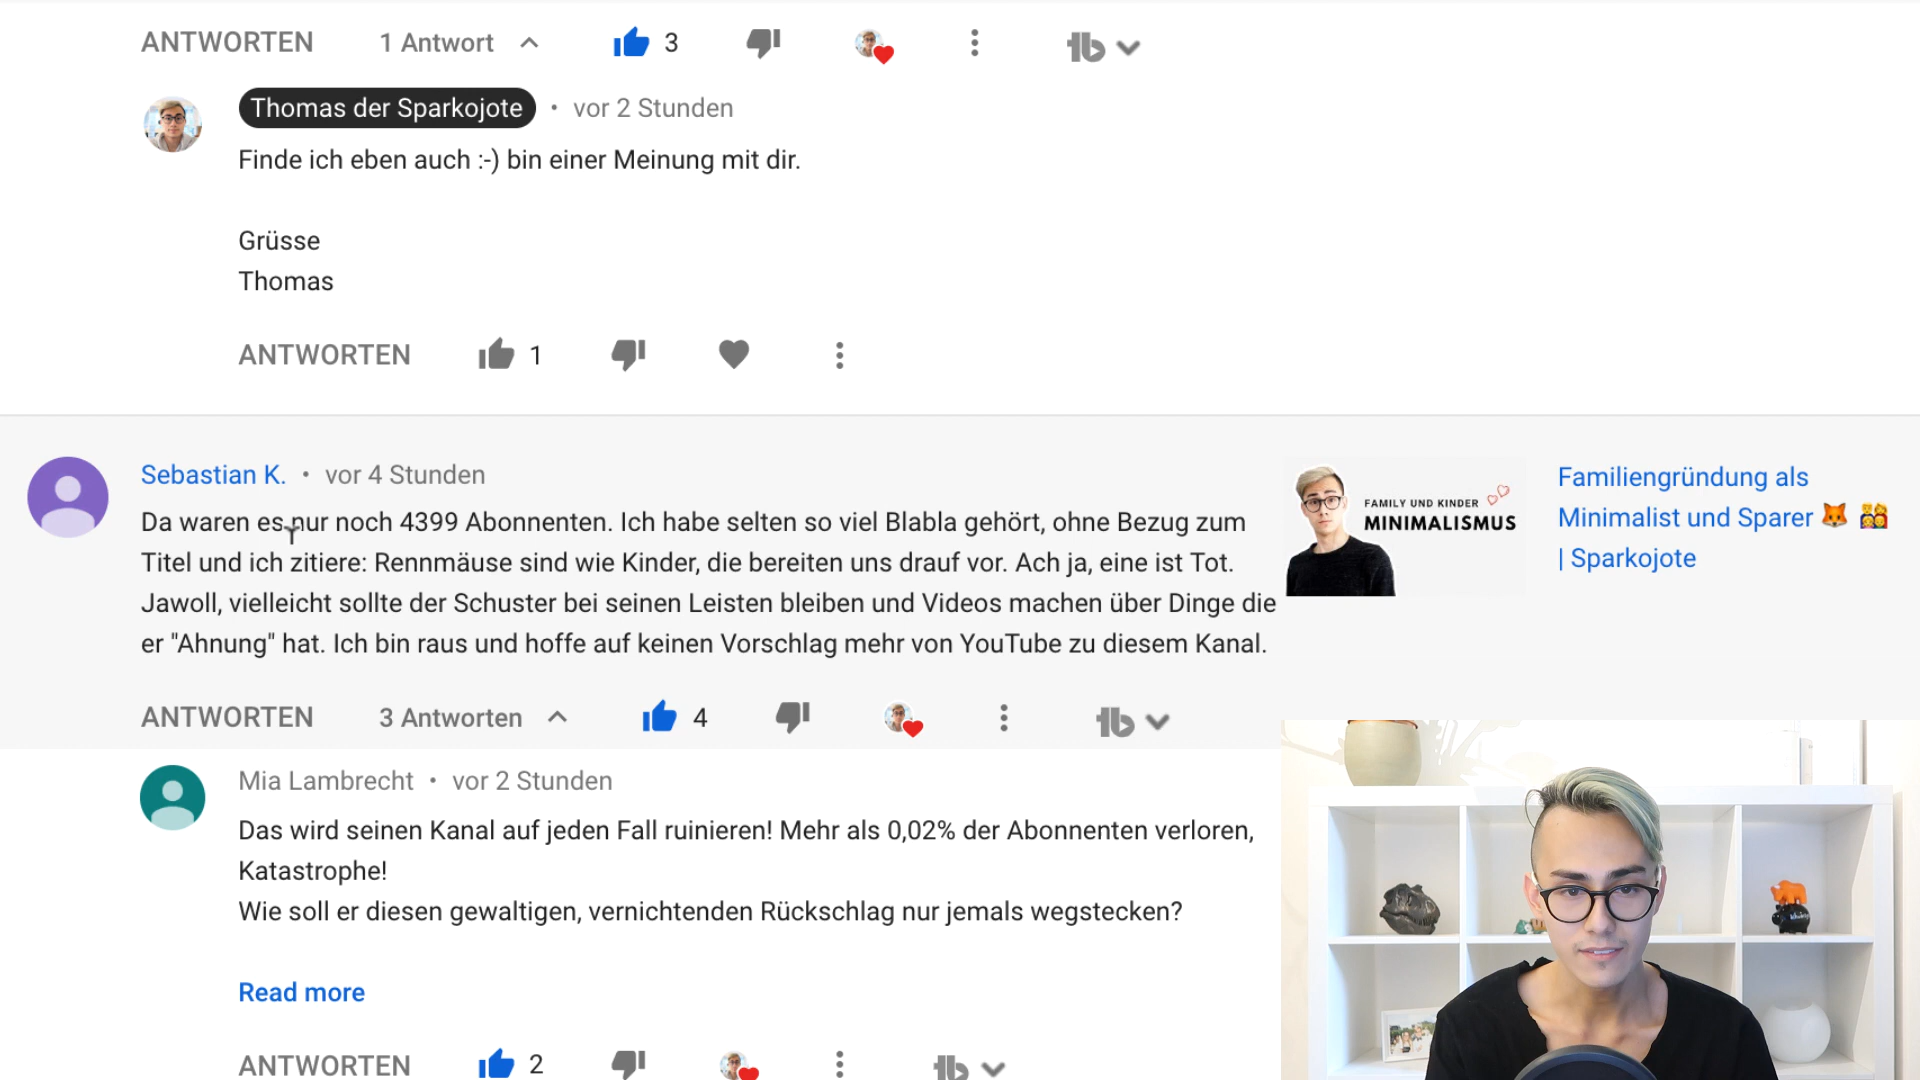 ANTWORTEN 1 Antwort 3
Thomas der Sparkojote • vor 2 Stunden
Finde ich eben auch :-) bin einer Meinung mit dir.
Grüsse
Thomas
ANTWORTEN 1
Sebastian K. • vor 4 Stunden
Da waren es nur noch 4399 Abonnenten. Ich habe selten so viel Blabla gehört, ohne Bezug zum
Titel und ich zitiere: Rennmäuse sind wie Kinder, die bereiten uns drauf vor. Ach ja, eine ist Tot.
Jawoll, vielleicht sollte der Schuster bei seinen Leisten bleiben und Videos machen über Dinge die
er "Ahnung" hat. Ich bin raus und hoffe auf keinen Vorschlag mehr von YouTube zu diesem Kanal.
FAMILY UND KINDER
MINIMALISMUS
Familiengründung als
Minimalist und Sparer 🦊 👨‍👩‍👧‍👦
| Sparkojote
ANTWORTEN 3 Antworten 4
Mia Lambrecht • vor 2 Stunden
Das wird seinen Kanal auf jeden Fall ruinieren! Mehr als 0,02% der Abonnenten verloren,
Katastrophe!
Wie soll er diesen gewaltigen, vernichtenden Rückschlag nur jemals wegstecken?
Read more
ANTWORTEN 2